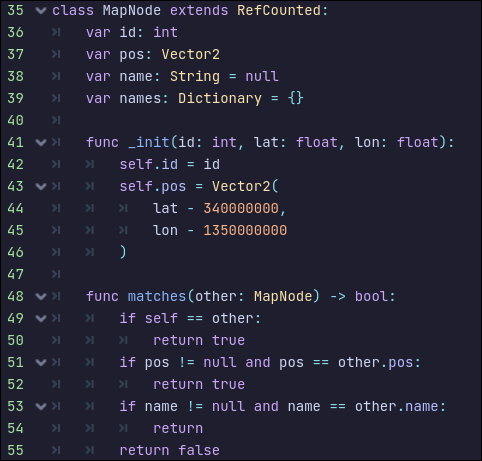 35 class MapNode extends RefCounted:
36 var id: int
37 var pos: Vector2
38 var name: String = null
39 var names: Dictionary = {}
40
41 func _init(id: int, lat: float, lon: float):
42 self.id = id
43 self.pos = Vector2(
44 lat - 340000000,
45 lon - 1350000000
46 )
47
48 func matches(other: MapNode) -> bool:
49 if self == other:
50 return true
51 if pos != null and pos == other.pos:
52 return true
53 if name != null and name == other.name:
54 return
55 return false